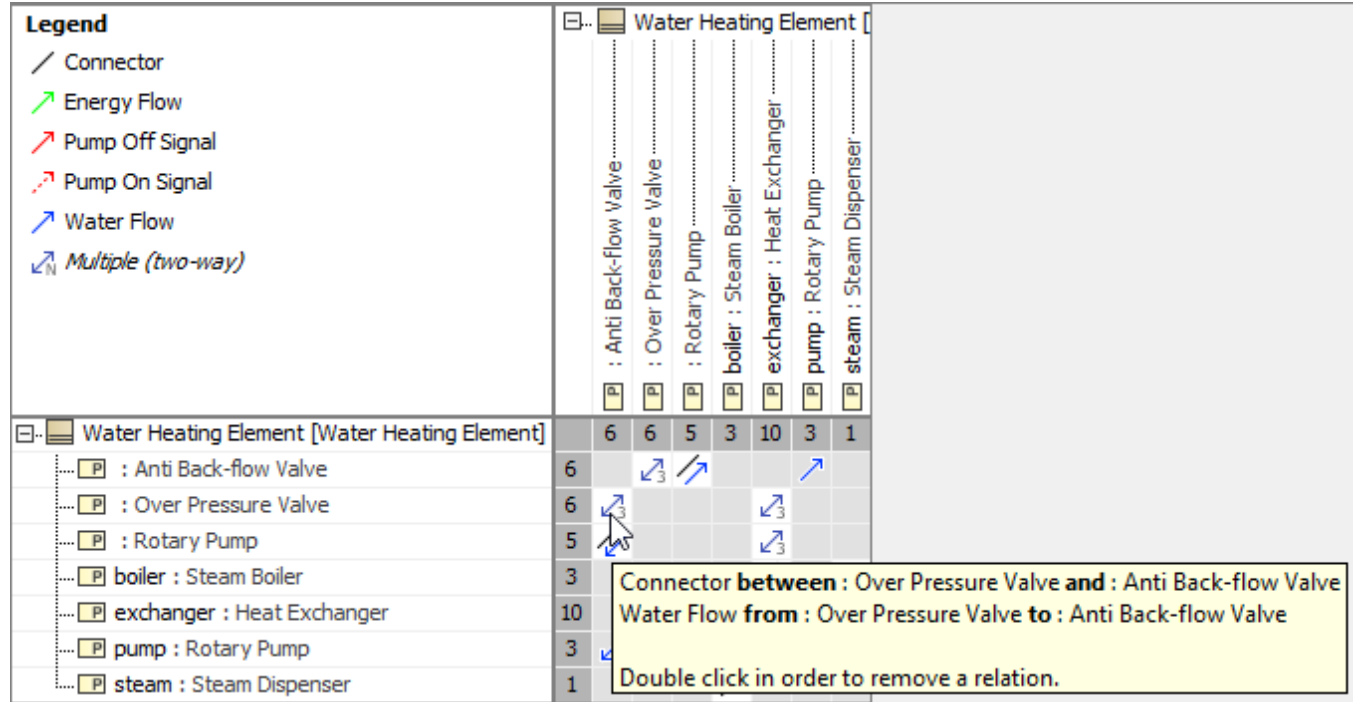 Legend
Connector
Energy Flow
Pump Off Signal
Pump On Signal
Water Flow
N Multiple (two-way)
Water Heating Element [
: Anti Back-flow Valve
: Over Pressure Valve
: Rotary Pump
boiler : Steam Boiler
exchanger : Heat Exchanger
pump : Rotary Pump
steam : Steam Dispenser
P P P P P P P
Water Heating Element [Water Heating Element] 6 6 5 3 10 3 1
P : Anti Back-flow Valve 6 3
P : Over Pressure Valve 6 3 3
P : Rotary Pump 5 3
P boiler : Steam Boiler 3
P exchanger : Heat Exchanger 10
P pump : Rotary Pump 3
P steam : Steam Dispenser 1
Connector between : Over Pressure Valve and : Anti Back-flow Valve
Water Flow from : Over Pressure Valve to : Anti Back-flow Valve
Double click in order to remove a relation.